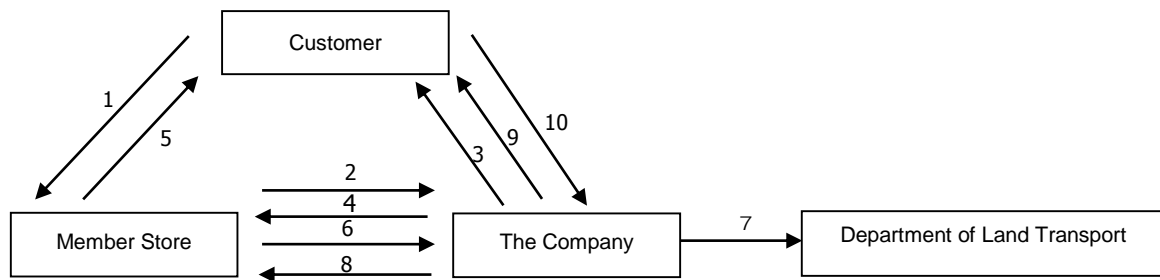 Customer
1
5
10
9
3
2
4
6
8
7
Member Store
The Company
Department of Land Transport